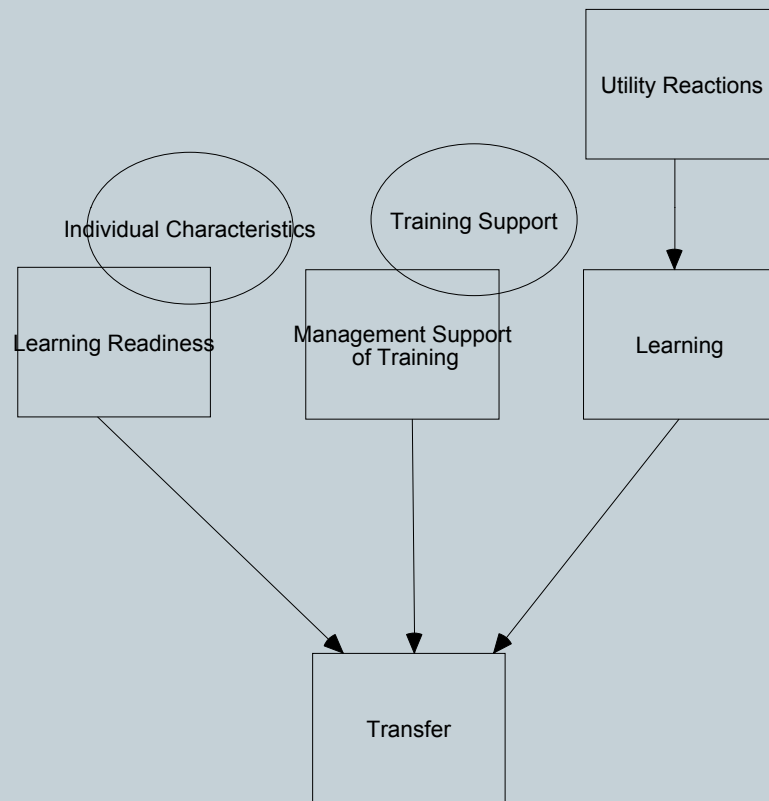 Utility Reactions
Individual Characteristics
Training Support
Learning Readiness
Management Support
of Training
Learning
Transfer